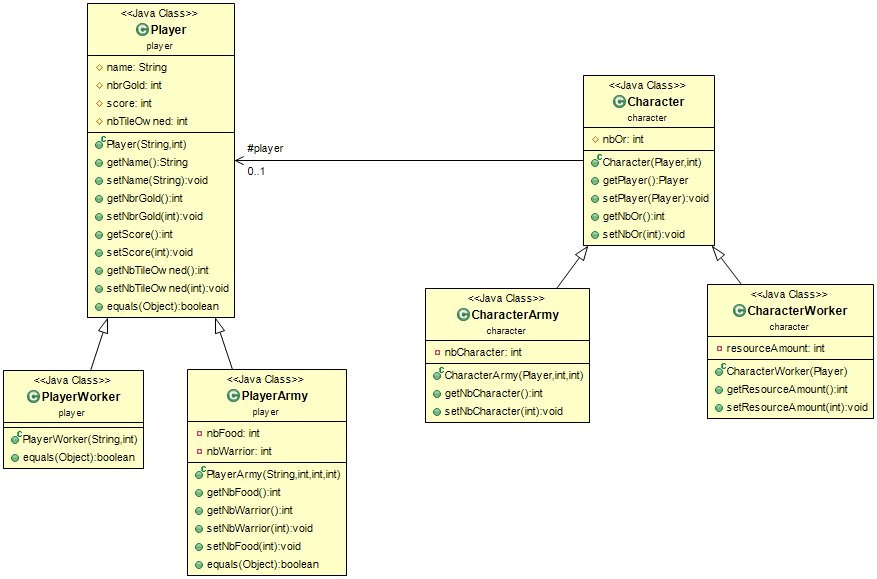 <<Java Class>>
Player
player
name: String
nbrGold: int
score: int
nbTileOwned: int
Player(String,int)
getName():String
setName(String):void
getNbrGold():int
setNbrGold(int):void
getScore():int
setScore(int):void
getNbTileOwned():int
setNbTileOwned(int):void
equals(Object):boolean
#player
0..1
<<Java Class>>
Character
character
nbOr: int
Character(Player,int)
getPlayer():Player
setPlayer(Player):void
getNbOr():int
setNbOr(int):void
<<Java Class>>
PlayerWorker
player
PlayerWorker(String,int)
equals(Object):boolean
<<Java Class>>
PlayerArmy
player
nbFood: int
nbWarrior: int
PlayerArmy(String,int,int,int)
getNbFood():int
getNbWarrior():int
setNbWarrior(int):void
setNbFood(int):void
equals(Object):boolean
<<Java Class>>
CharacterArmy
character
nbCharacter: int
CharacterArmy(Player,int,int)
getNbCharacter():int
setNbCharacter(int):void
<<Java Class>>
CharacterWorker
character
resourceAmount: int
CharacterWorker(Player)
getResourceAmount():int
setResourceAmount(int):void